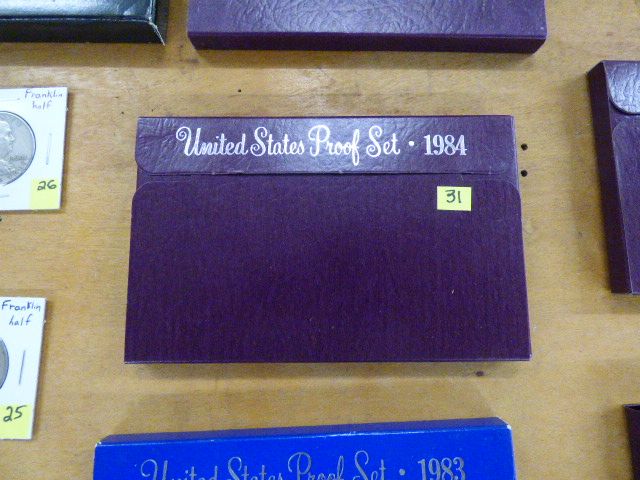 Franklin
half
26
United States Proof Set · 1984
31
Franklin
half
25
United States Proof Set · 1983